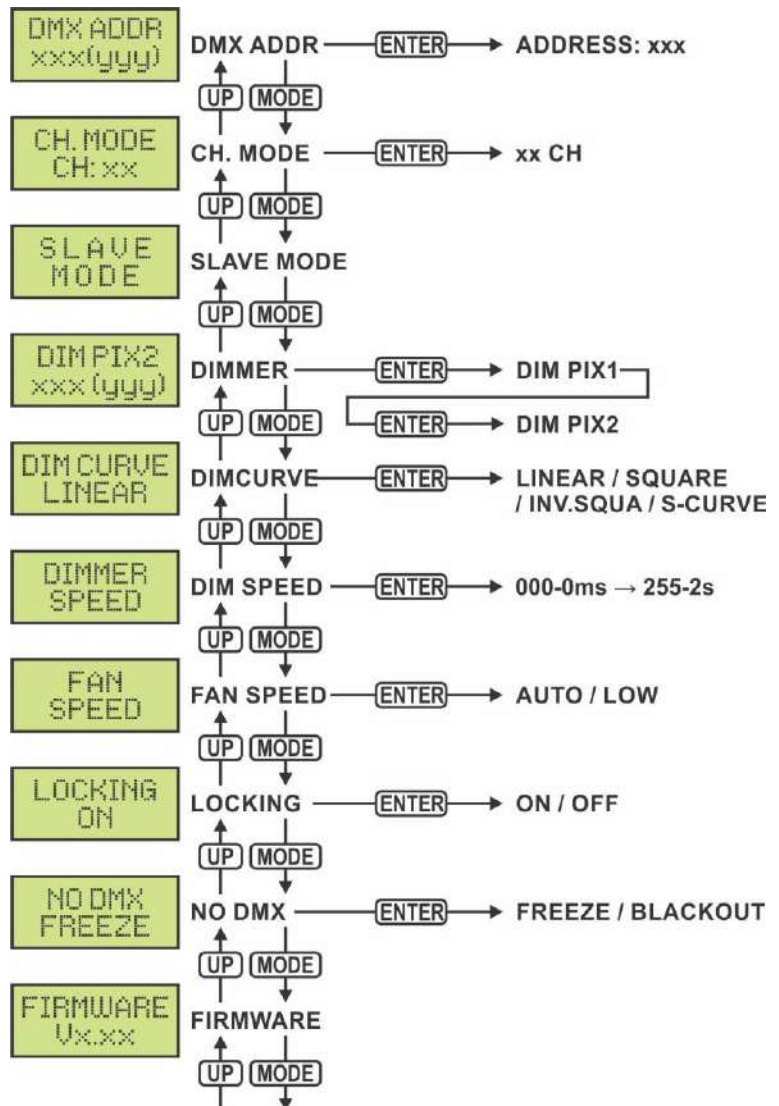 DMX ADDR
xxx(yyy)
DMX ADDR ENTER ADDRESS: xxx
UP MODE
CH. MODE
CH: xx
CH. MODE ENTER xx CH
UP MODE
SLAVE
MODE
SLAVE MODE
UP MODE
DIM PIX2
xxx(yyy)
DIMMER ENTER DIM PIX1
UP MODE ENTER DIM PIX2
DIM CURVE
LINEAR
DIMCURVE ENTER LINEAR / SQUARE
/ INV.SQUA / S-CURVE
UP MODE
DIMMER
SPEED
DIM SPEED ENTER 000-0ms → 255-2s
UP MODE
FAN
SPEED
FAN SPEED ENTER AUTO / LOW
UP MODE
LOCKING
ON
LOCKING ENTER ON / OFF
UP MODE
NO DMX
FREEZE
NO DMX ENTER FREEZE / BLACKOUT
UP MODE
FIRMWARE
Vx.xx
FIRMWARE
UP MODE